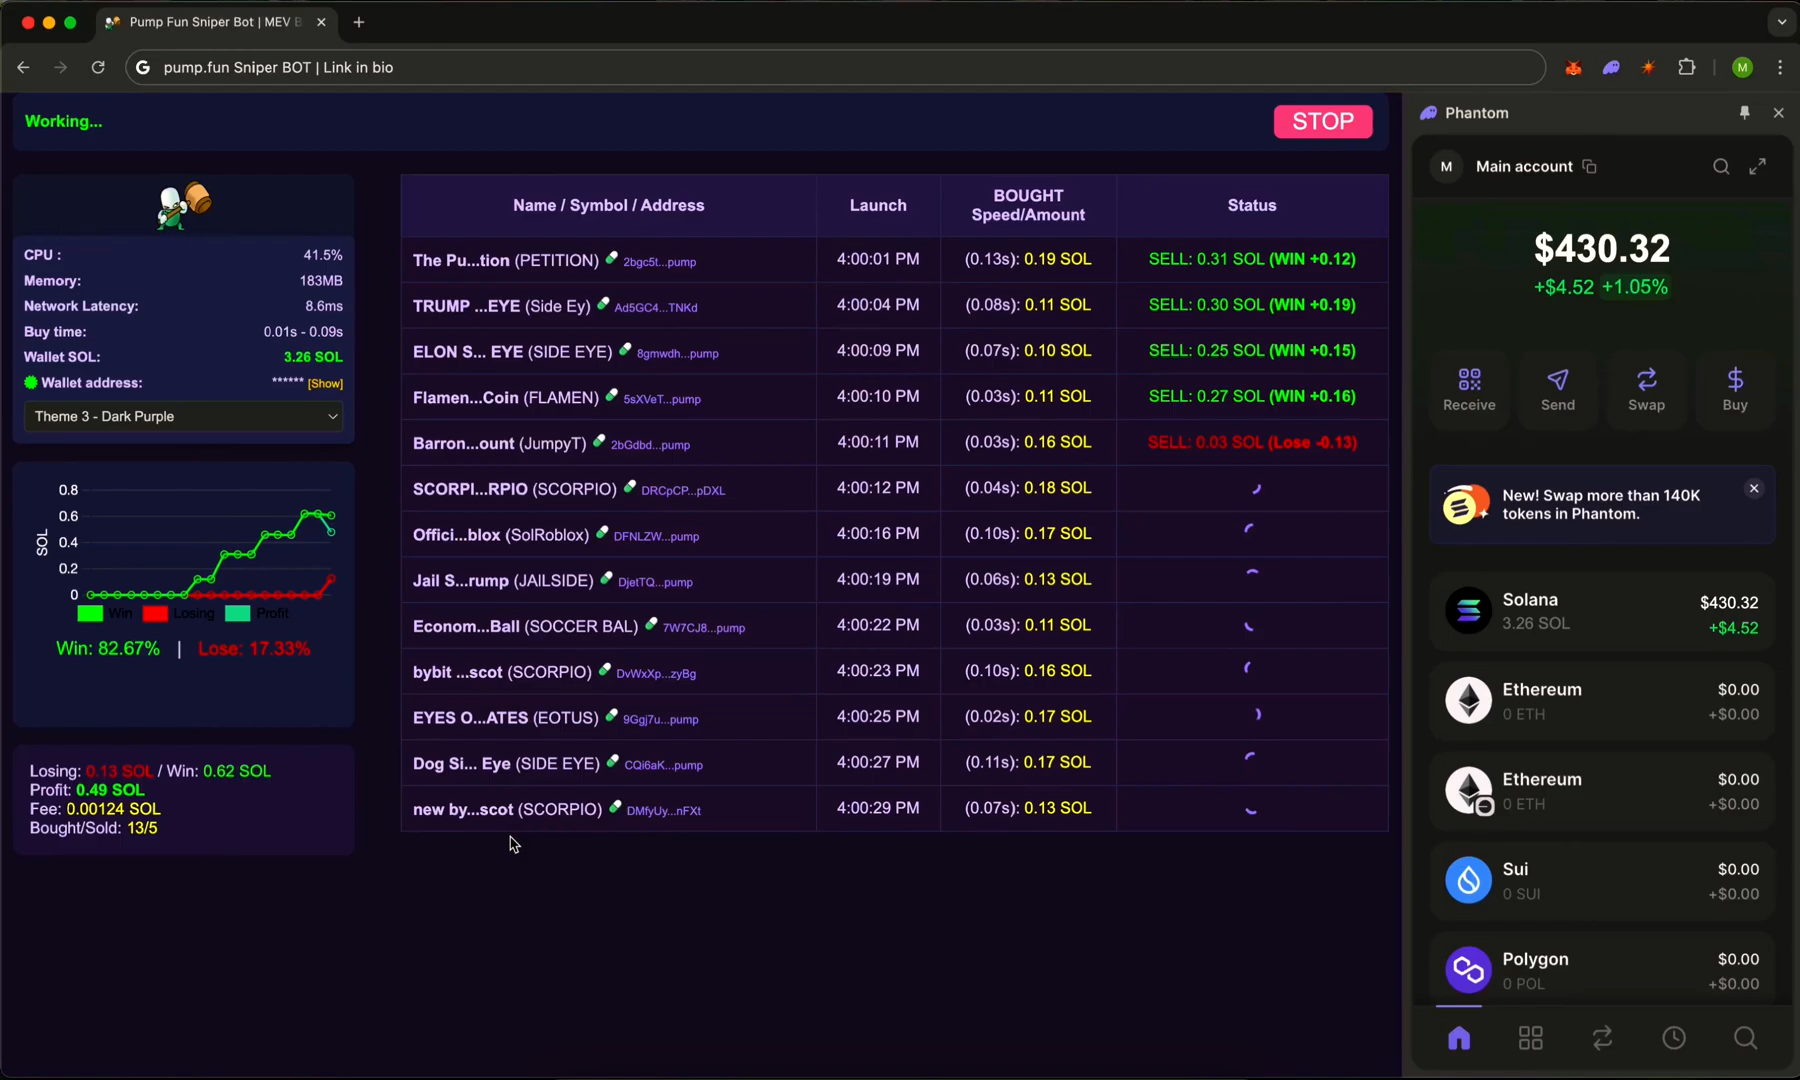 Pump Fun Sniper Bot | MEV B
pump.fun Sniper BOT | Link in bio
M
Working...
STOP
CPU : 41.5%
Memory: 183MB
Network Latency: 8.6ms
Buy time: 0.01s - 0.09s
Wallet SOL: 3.26 SOL
Wallet address: ****** [Show]
Theme 3 - Dark Purple
0.8
0.6
0.4
0.2
0
SOL
Win Losing Profit
Win: 82.67% | Lose: 17.33%
Losing: 0.13 SOL / Win: 0.62 SOL
Profit: 0.49 SOL
Fee: 0.00124 SOL
Bought/Sold: 13/5
Name / Symbol / Address Launch BOUGHT Speed/Amount Status
The Pu...tion (PETITION) 2bgc5t...pump 4:00:01 PM (0.13s): 0.19 SOL SELL: 0.31 SOL (WIN +0.12)
TRUMP ...EYE (Side Ey) Ad5GC4...TNKd 4:00:04 PM (0.08s): 0.11 SOL SELL: 0.30 SOL (WIN +0.19)
ELON S... EYE (SIDE EYE) 8gmwdh...pump 4:00:09 PM (0.07s): 0.10 SOL SELL: 0.25 SOL (WIN +0.15)
Flamen...Coin (FLAMEN) 5sXVeT...pump 4:00:10 PM (0.03s): 0.11 SOL SELL: 0.27 SOL (WIN +0.16)
Barron...ount (JumpyT) 2bGdbd...pump 4:00:11 PM (0.03s): 0.16 SOL SELL: 0.03 SOL (Lose -0.13)
SCORPI...RPIO (SCORPIO) DRCpCP...pDXL 4:00:12 PM (0.04s): 0.18 SOL
Offici...blox (SolRoblox) DFNLZW...pump 4:00:16 PM (0.10s): 0.17 SOL
Jail S...rump (JAILSIDE) DjetTQ...pump 4:00:19 PM (0.06s): 0.13 SOL
Econom...Ball (SOCCER BAL) 7W7CJ8...pump 4:00:22 PM (0.03s): 0.11 SOL
bybit ...scot (SCORPIO) DvWxXp...zyBg 4:00:23 PM (0.10s): 0.16 SOL
EYES O...ATES (EOTUS) 9Ggj7u...pump 4:00:25 PM (0.02s): 0.17 SOL
Dog Si... Eye (SIDE EYE) CQi6aK...pump 4:00:27 PM (0.11s): 0.17 SOL
new by...scot (SCORPIO) DMfyUy...nFXt 4:00:29 PM (0.07s): 0.13 SOL
Phantom
M Main account
$430.32
+$4.52 +1.05%
Receive Send Swap Buy
New! Swap more than 140K
tokens in Phantom.
Solana $430.32
3.26 SOL +$4.52
Ethereum $0.00
0 ETH +$0.00
Ethereum $0.00
0 ETH +$0.00
Sui $0.00
0 SUI +$0.00
Polygon $0.00
0 POL +$0.00